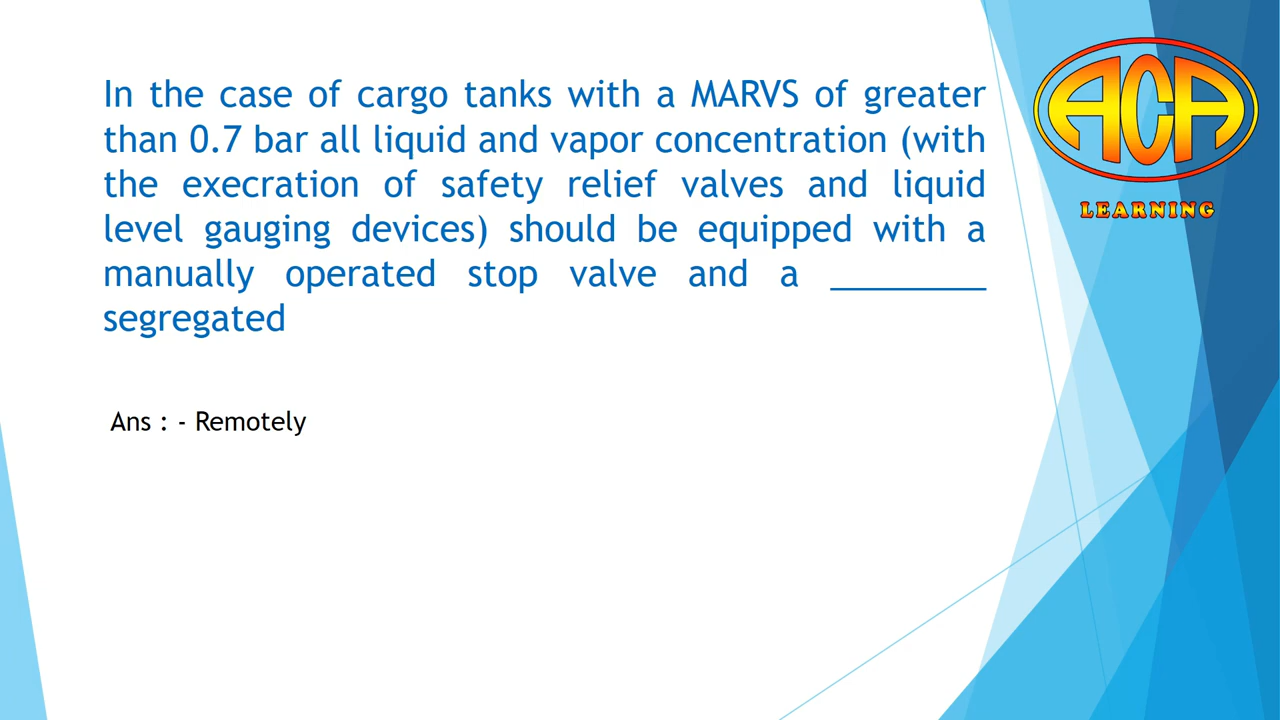 In the case of cargo tanks with a MARVS of greater
than 0.7 bar all liquid and vapor concentration (with
the execration of safety relief valves and liquid
level gauging devices) should be equipped with a
manually operated stop valve and a ________
segregated
Ans : - Remotely
ACA
LEARNING